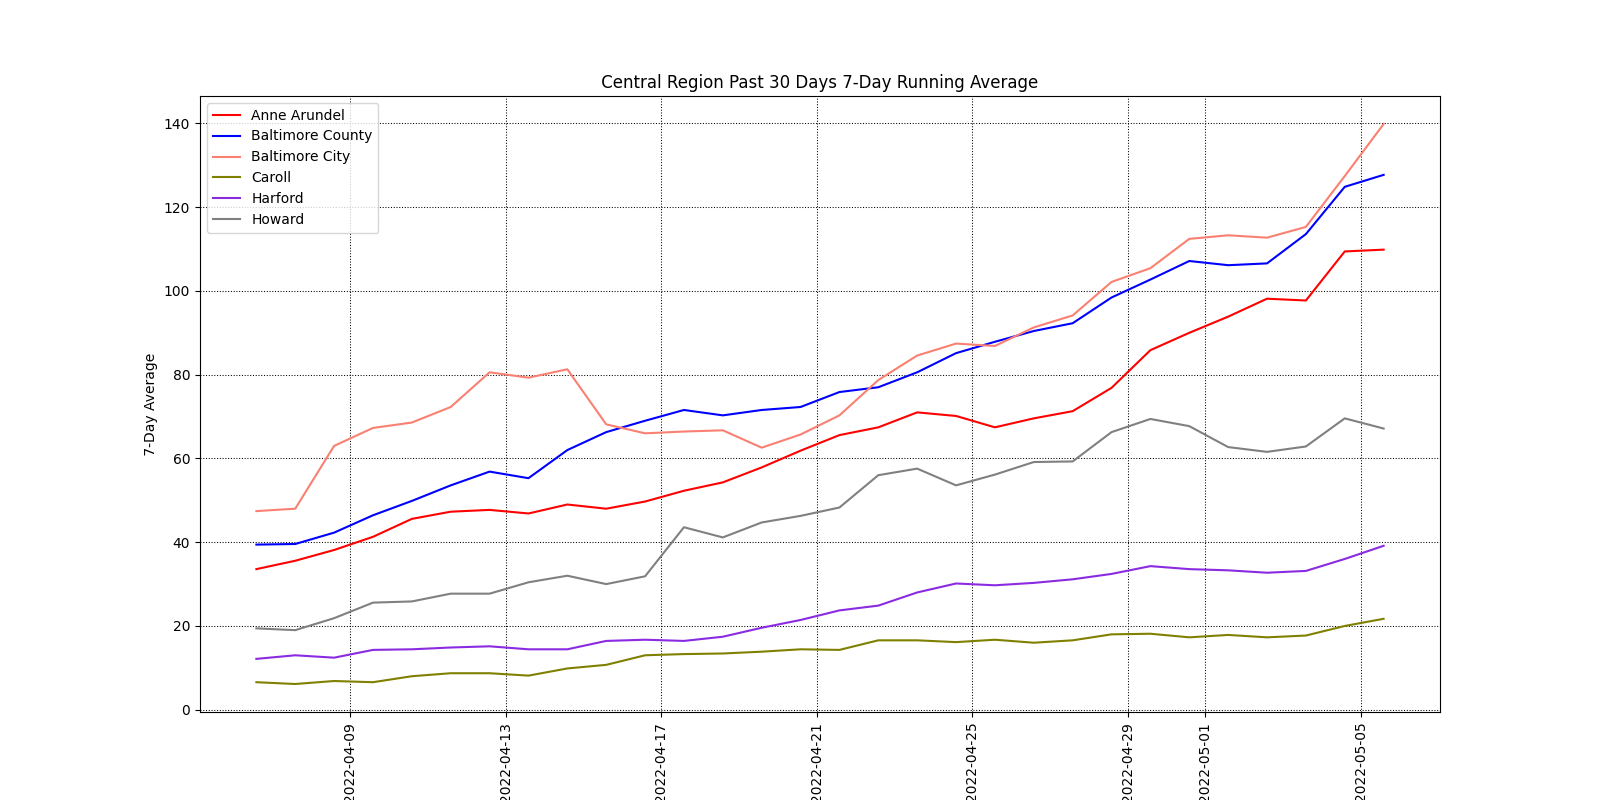 Central Region Past 30 Days 7-Day Running Average
Anne Arundel
Baltimore County
Baltimore City
Caroll
Harford
Howard
7-Day Average
140
120
100
80
60
40
20
0
2022-04-09
2022-04-13
2022-04-17
2022-04-21
2022-04-25
2022-04-29
2022-05-01
2022-05-05